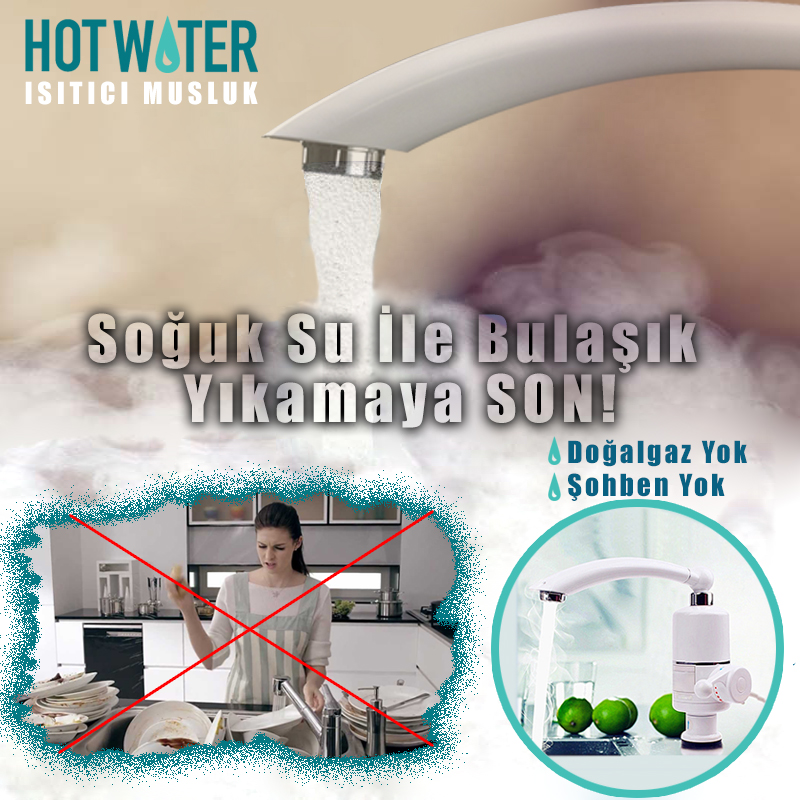 HOT WATER
ISITICI MUSLUK
Soğuk Su İle Bulaşık
Yıkamaya SON!
Doğalgaz Yok
Şohben Yok